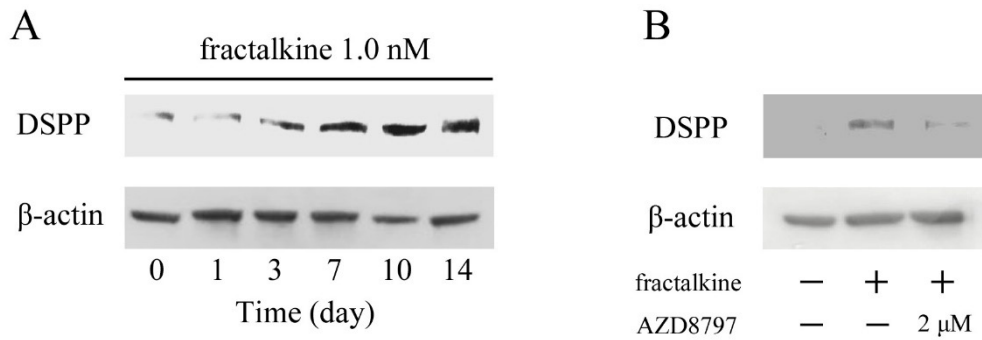 A
fractalkine 1.0 nM
DSPP
β-actin
0 1 3 7 10 14
Time (day)
B
DSPP
β-actin
fractalkine − + +
AZD8797 − − 2 μM